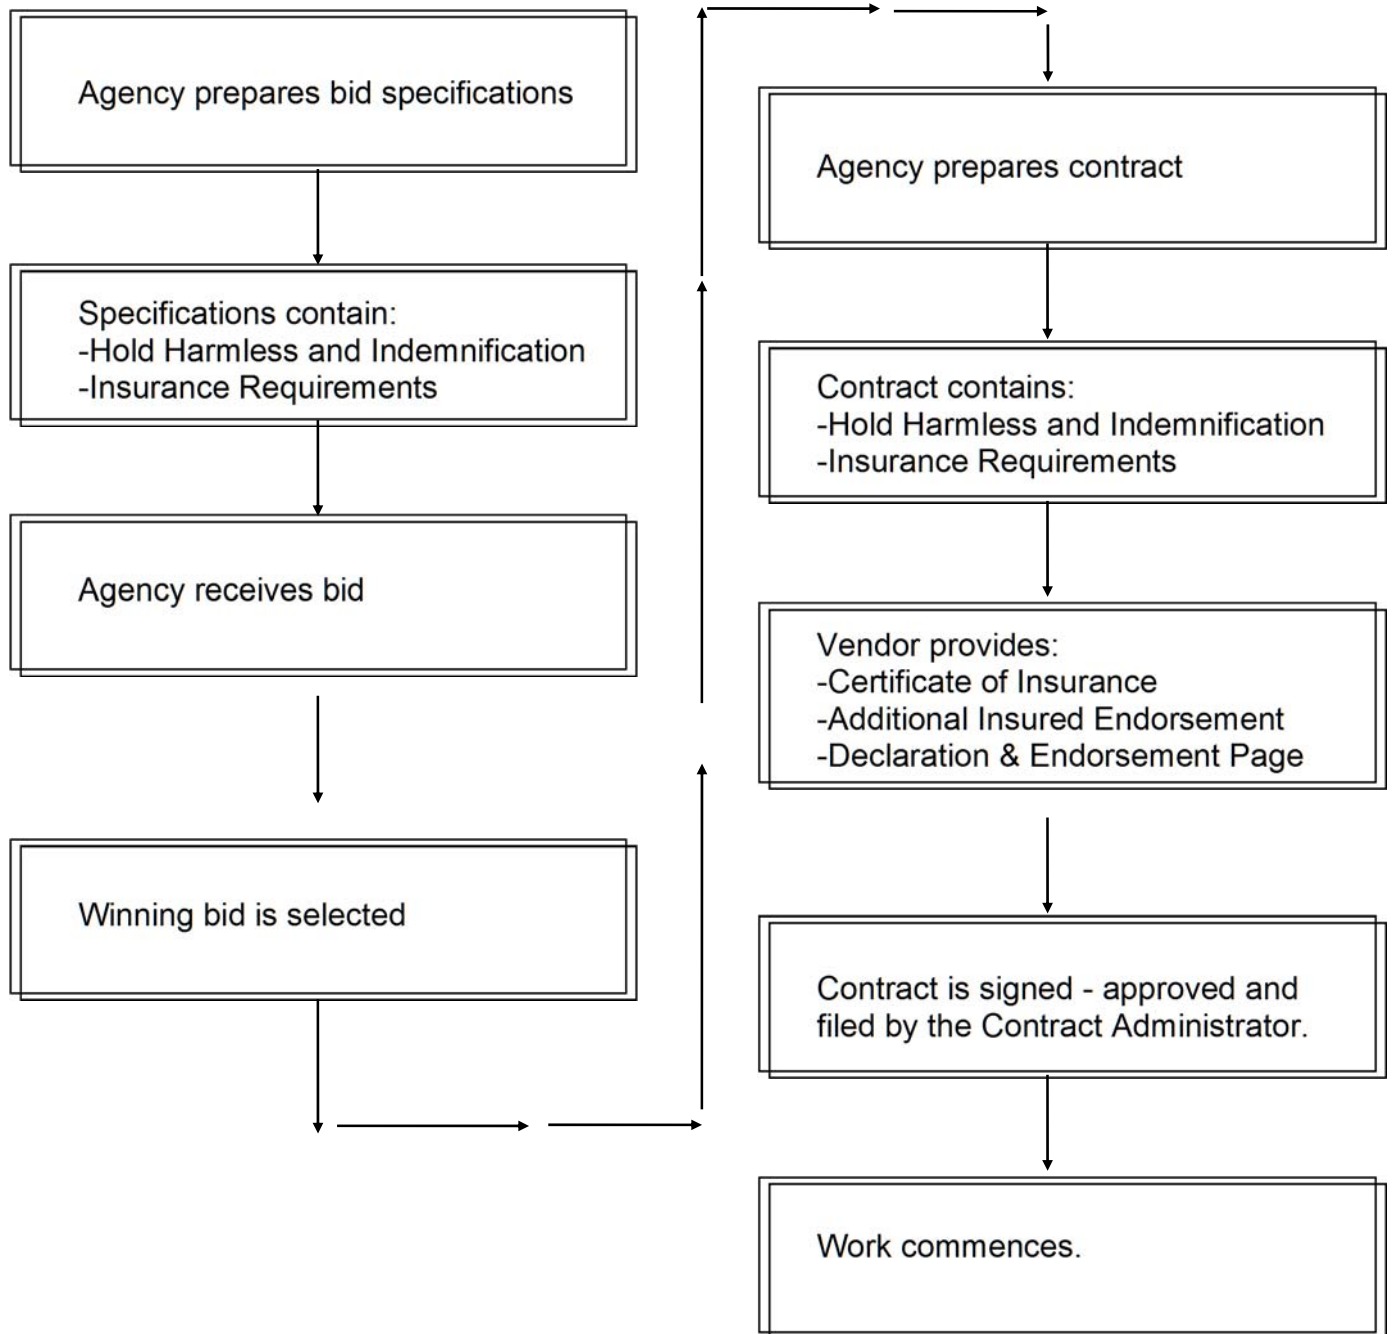 Agency prepares bid specifications
Specifications contain:
-Hold Harmless and Indemnification
-Insurance Requirements
Agency receives bid
Winning bid is selected
Agency prepares contract
Contract contains:
-Hold Harmless and Indemnification
-Insurance Requirements
Vendor provides:
-Certificate of Insurance
-Additional Insured Endorsement
-Declaration & Endorsement Page
Contract is signed - approved and
filed by the Contract Administrator.
Work commences.